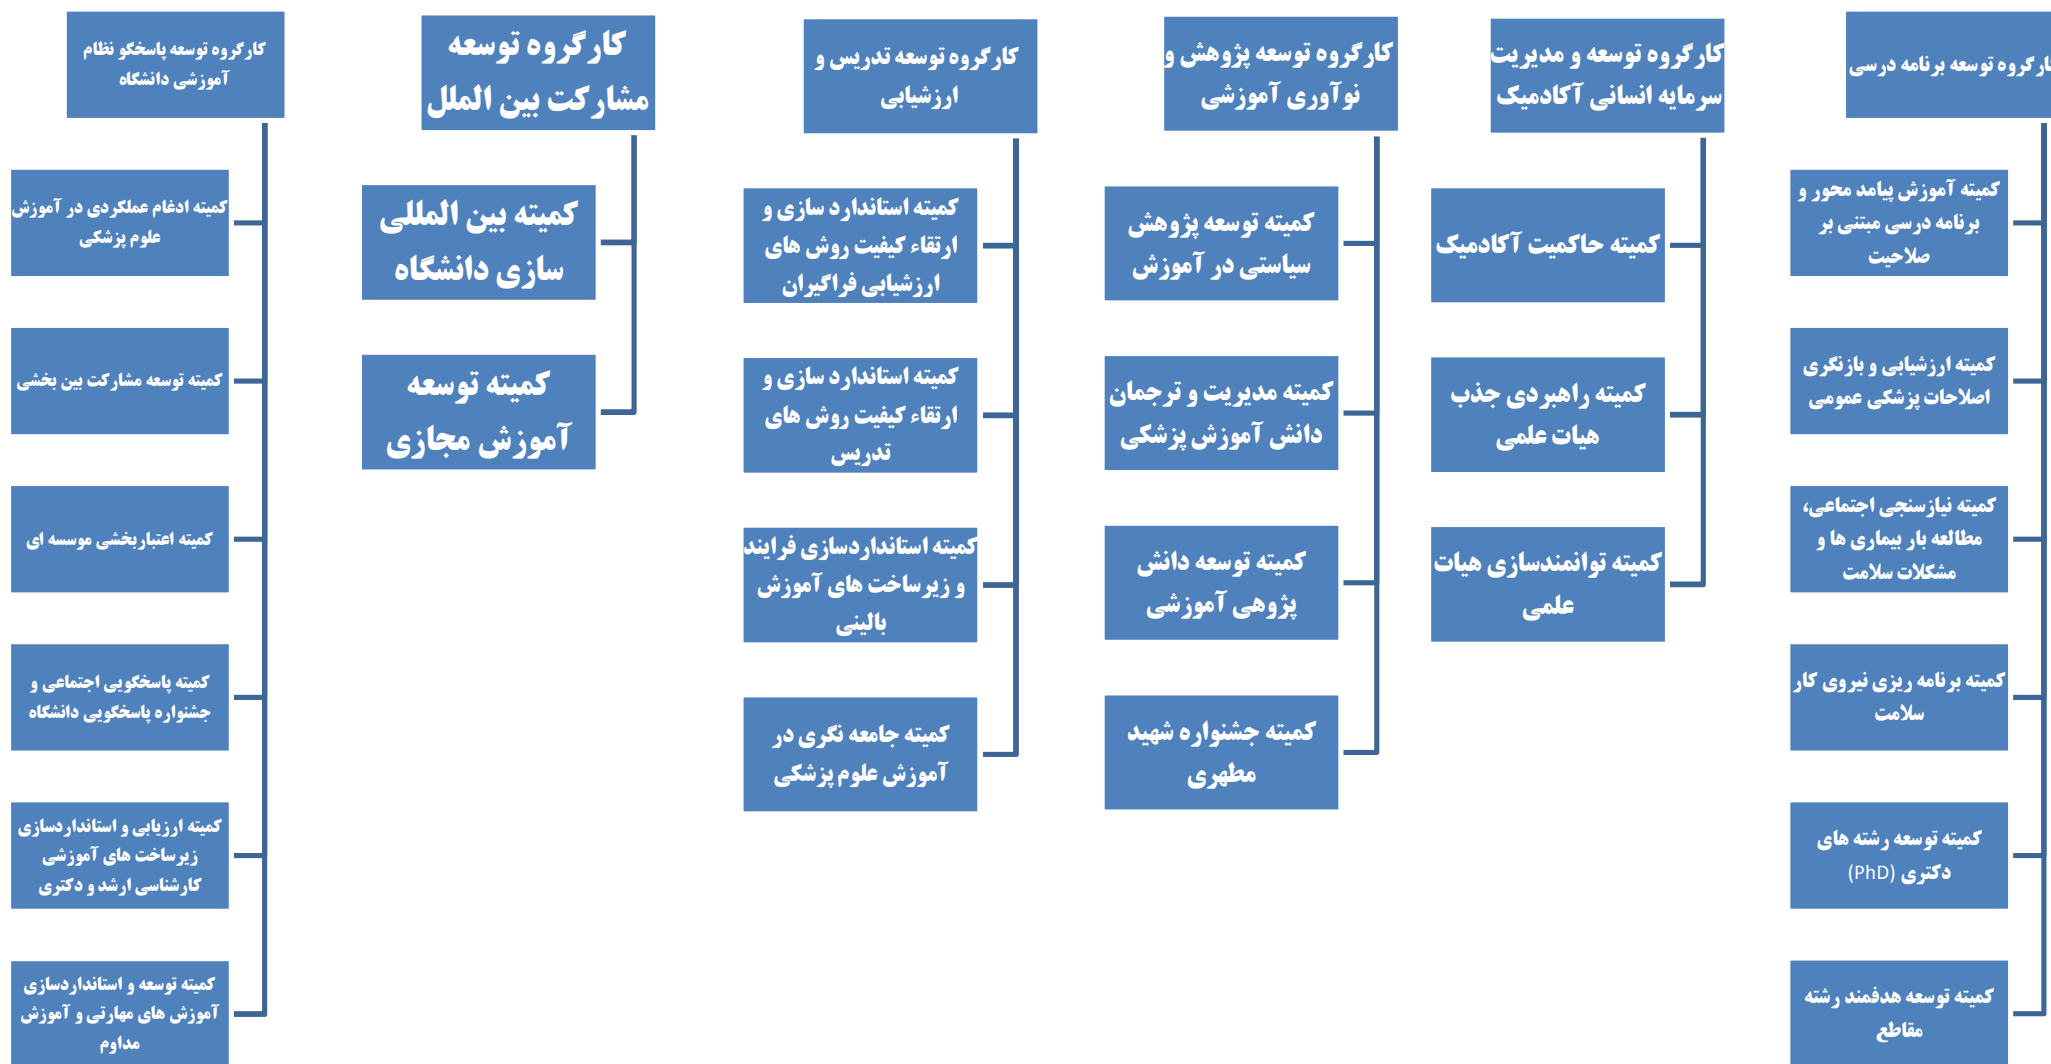 کارگروه توسعه برنامه درسی
کمیته آموزش پیامد محور و
برنامه درسی مبتنی بر
صلاحیت
کمیته ارزشیابی و بازنگری
اصلاحات پزشکی عمومی
کمیته نیازسنجی اجتماعی،
مطالعه بار بیماری ها و
مشکلات سلامت
کمیته برنامه ریزی نیروی کار
سلامت
کمیته توسعه رشته های
دکتری (PhD)
کمیته توسعه هدفمند رشته
مقاطع
کارگروه توسعه و مدیریت
سرمایه انسانی آکادمیک
کمیته حاکمیت آکادمیک
کمیته راهبردی جذب
هیات علمی
کمیته توانمندسازی هیات
علمی
کارگروه توسعه پژوهش و
نوآوری آموزشی
کمیته توسعه پژوهش
سیاستی در آموزش
کمیته مدیریت و ترجمان
دانش آموزش پزشکی
کمیته توسعه دانش
پژوهی آموزشی
کمیته جشنواره شهید
مطهری
کارگروه توسعه تدریس و
ارزشیابی
کمیته استاندارد سازی و
ارتقاء کیفیت روش های
ارزشیابی فراگیران
کمیته استاندارد سازی و
ارتقاء کیفیت روش های
تدریس
کمیته استانداردسازی فرایند
و زیرساخت های آموزش
بالینی
کمیته جامعه نگری در
آموزش علوم پزشکی
کارگروه توسعه
مشارکت بین الملل
کمیته بین المللی
سازی دانشگاه
کمیته توسعه
آموزش مجازی
کارگروه توسعه پاسخگو نظام
آموزشی دانشگاه
کمیته ادغام عملکردی در آموزش
علوم پزشکی
کمیته توسعه مشارکت بین بخشی
کمیته اعتباربخشی موسسه ای
کمیته پاسخگویی اجتماعی و
جشنواره پاسخگویی دانشگاه
کمیته ارزیابی و استانداردسازی
زیرساخت های آموزشی
کارشناسی ارشد و دکتری
کمیته توسعه و استانداردسازی
آموزش های مهارتی و آموزش
مداوم